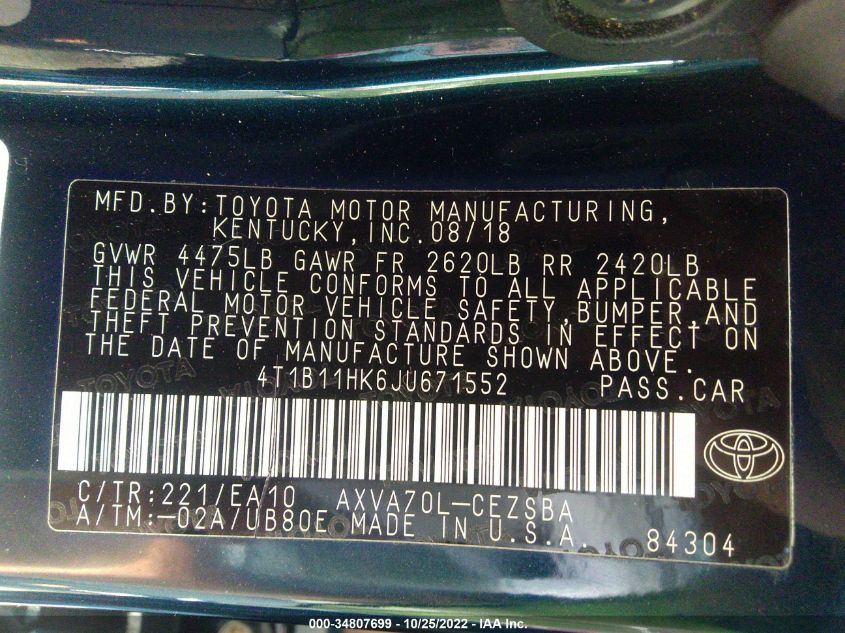 MFD.BY:TOYOTA MOTOR MANUFACTURING,
KENTUCKY,INC.08/18
GVWR 4475LB GAWR FR 2620LB RR 2420LB
THIS VEHICLE CONFORMS TO ALL APPLICABLE
FEDERAL MOTOR VEHICLE SAFETY,BUMPER,AND
THEFT PREVENTION STANDARDS IN EFFECT ON
THE DATE OF MANUFACTURE SHOWN ABOVE.
4T1B11HK6JU671552 PASS.CAR
C/TR:221/EA10 AXVA70L-CEZSBA
A/TM:-02A/UB80E MADE IN U.S.A. 84304
000-34807699 - 10/25/2022 - IAA Inc.